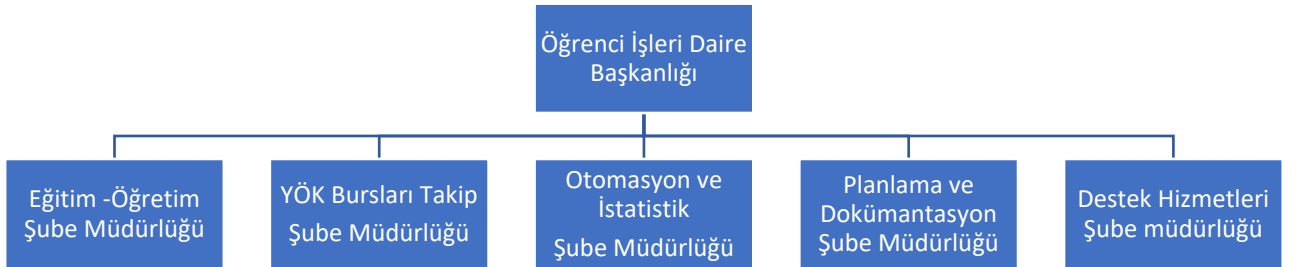 Öğrenci İşleri Daire
Başkanlığı
Eğitim -Öğretim
Şube Müdürlüğü
YÖK Bursları Takip
Şube Müdürlüğü
Otomasyon ve
İstatistik
Şube Müdürlüğü
Planlama ve
Dokümantasyon
Şube Müdürlüğü
Destek Hizmetleri
Şube müdürlüğü